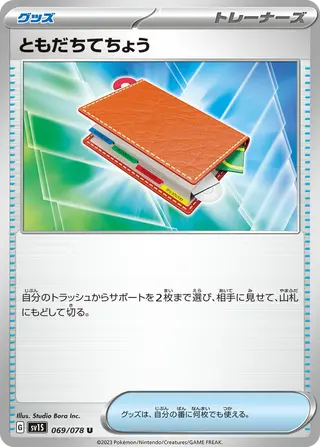 グッズ
トレーナーズ
ともだちてちょう
自分のトラッシュからサポートを2枚まで選び、相手に見せて、山札
にもどして切る。
Illus. Studio Bora Inc.
G sv1S 069/078 U
グッズは、自分の番に何枚でも使える。
©2023 Pokémon/Nintendo/Creatures/GAME FREAK.